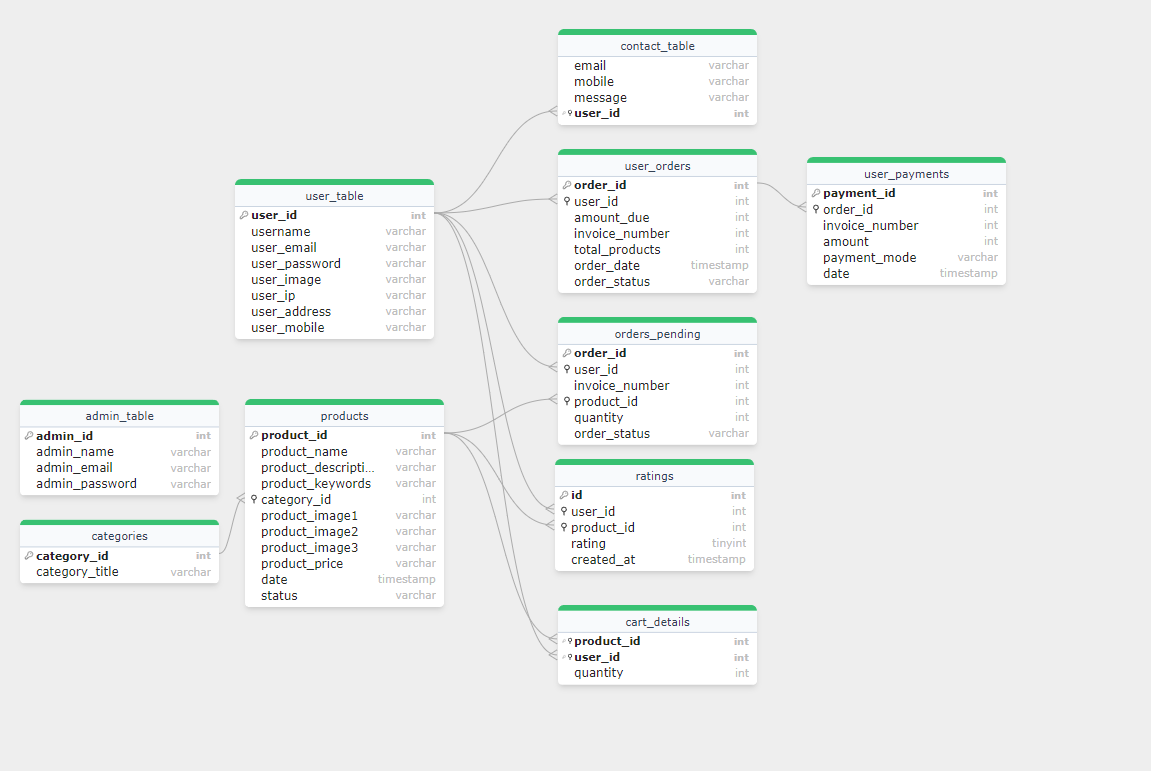 contact_table
email varchar
mobile varchar
message varchar
user_id int
user_orders
order_id int
user_id int
amount_due int
invoice_number int
total_products int
order_date timestamp
order_status varchar
user_payments
payment_id int
order_id int
invoice_number int
amount int
payment_mode varchar
date timestamp
user_table
user_id int
username varchar
user_email varchar
user_password varchar
user_image varchar
user_ip varchar
user_address varchar
user_mobile varchar
orders_pending
order_id int
user_id int
invoice_number int
product_id int
quantity int
order_status varchar
admin_table
admin_id int
admin_name varchar
admin_email varchar
admin_password varchar
products
product_id int
product_name varchar
product_descripti... varchar
product_keywords varchar
category_id int
product_image1 varchar
product_image2 varchar
product_image3 varchar
product_price varchar
date timestamp
status varchar
ratings
id int
user_id int
product_id int
rating tinyint
created_at timestamp
categories
category_id int
category_title varchar
cart_details
product_id int
user_id int
quantity int